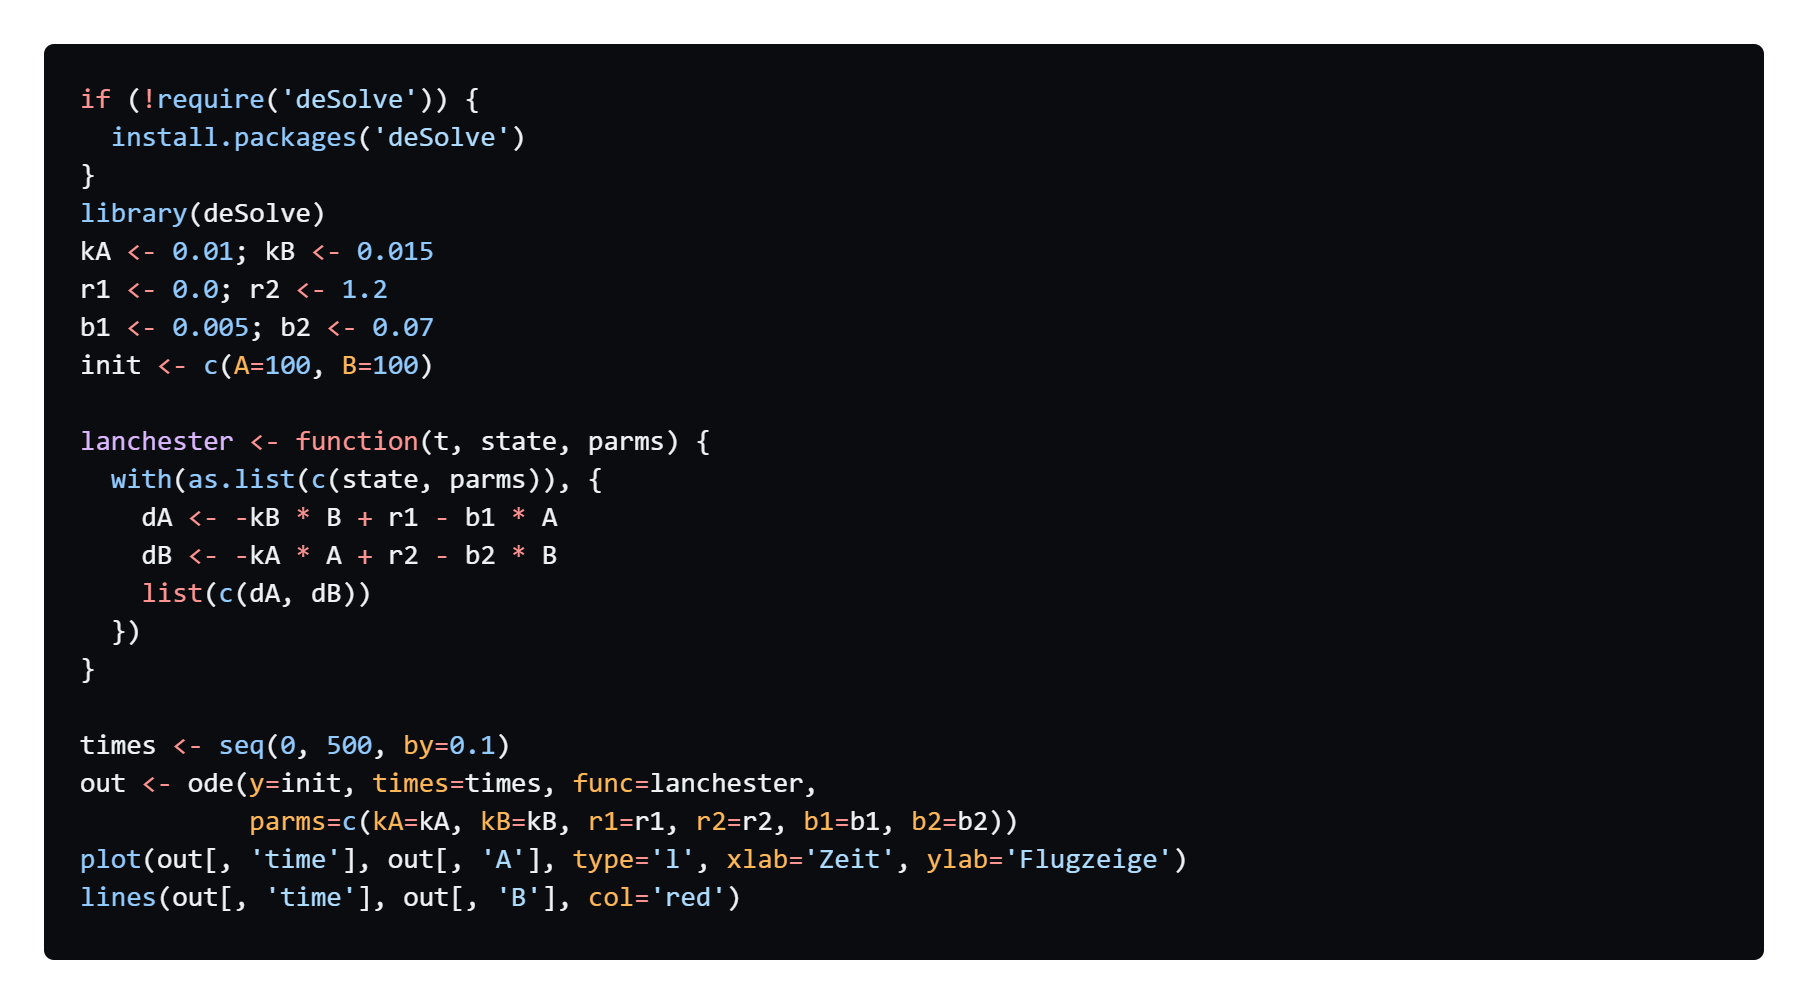 if (!require('deSolve')) {
  install.packages('deSolve')
}
library(deSolve)
kA <- 0.01; kB <- 0.015
r1 <- 0.0; r2 <- 1.2
b1 <- 0.005; b2 <- 0.07
init <- c(A=100, B=100)

lanchester <- function(t, state, parms) {
  with(as.list(c(state, parms)), {
    dA <- -kB * B + r1 - b1 * A
    dB <- -kA * A + r2 - b2 * B
    list(c(dA, dB))
  })
}

times <- seq(0, 500, by=0.1)
out <- ode(y=init, times=times, func=lanchester,
           parms=c(kA=kA, kB=kB, r1=r1, r2=r2, b1=b1, b2=b2))
plot(out[, 'time'], out[, 'A'], type='l', xlab='Zeit', ylab='Flugzeige')
lines(out[, 'time'], out[, 'B'], col='red')